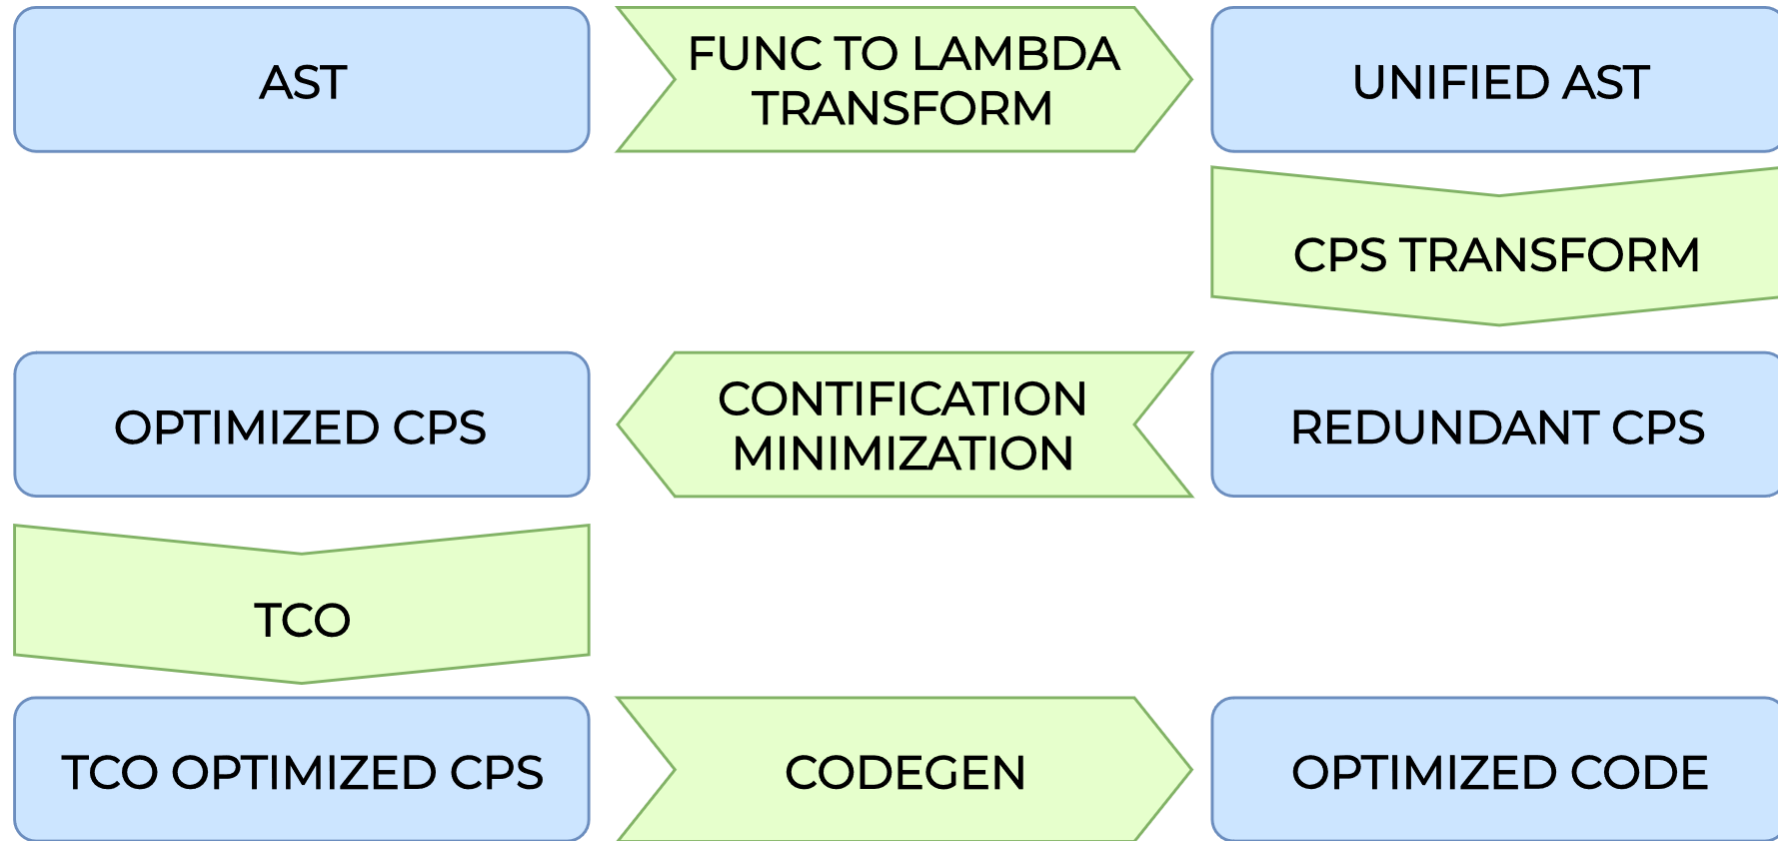 AST
FUNC TO LAMBDA
TRANSFORM
UNIFIED AST
CPS TRANSFORM
OPTIMIZED CPS
CONTIFICATION
MINIMIZATION
REDUNDANT CPS
TCO
TCO OPTIMIZED CPS
CODEGEN
OPTIMIZED CODE